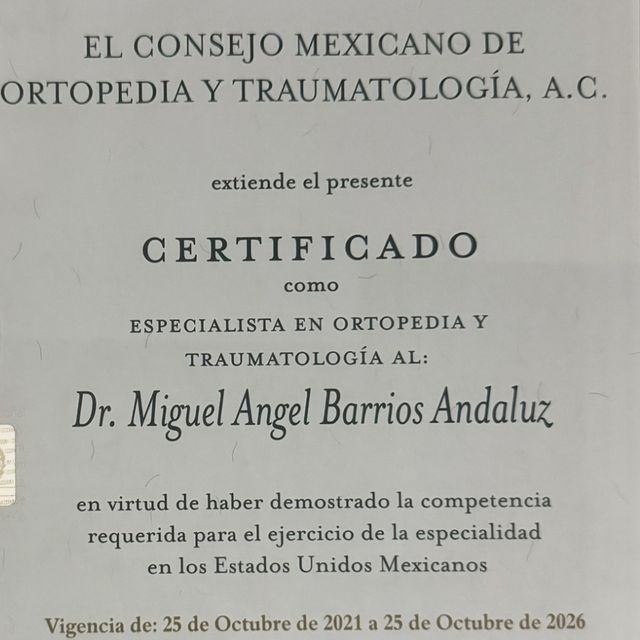 EL CONSEJO MEXICANO DE
ORTOPEDIA Y TRAUMATOLOGÍA, A.C.
extiende el presente
CERTIFICADO
como
ESPECIALISTA EN ORTOPEDIA Y
TRAUMATOLOGÍA AL:
Dr. Miguel Angel Barrios Andaluz
en virtud de haber demostrado la competencia
requerida para el ejercicio de la especialidad
en los Estados Unidos Mexicanos
Vigencia de: 25 de Octubre de 2021 a 25 de Octubre de 2026